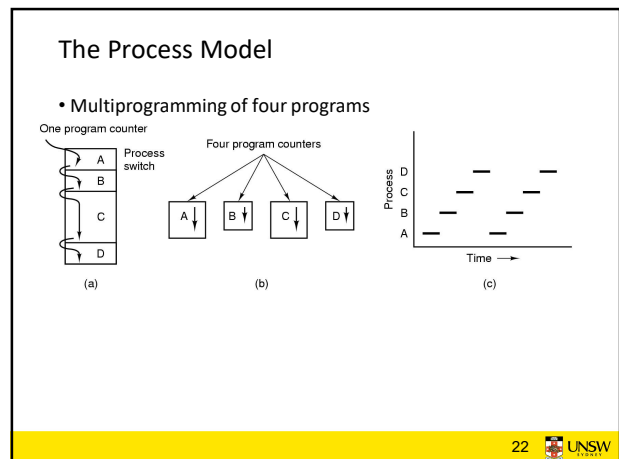 The Process Model
• Multiprogramming of four programs
One program counter
Process
switch
A
B
C
D
(a)
Four program counters
A
B
C
D
(b)
Process
D
C
B
A
Time
(c)
22
UNSW
SYDNEY